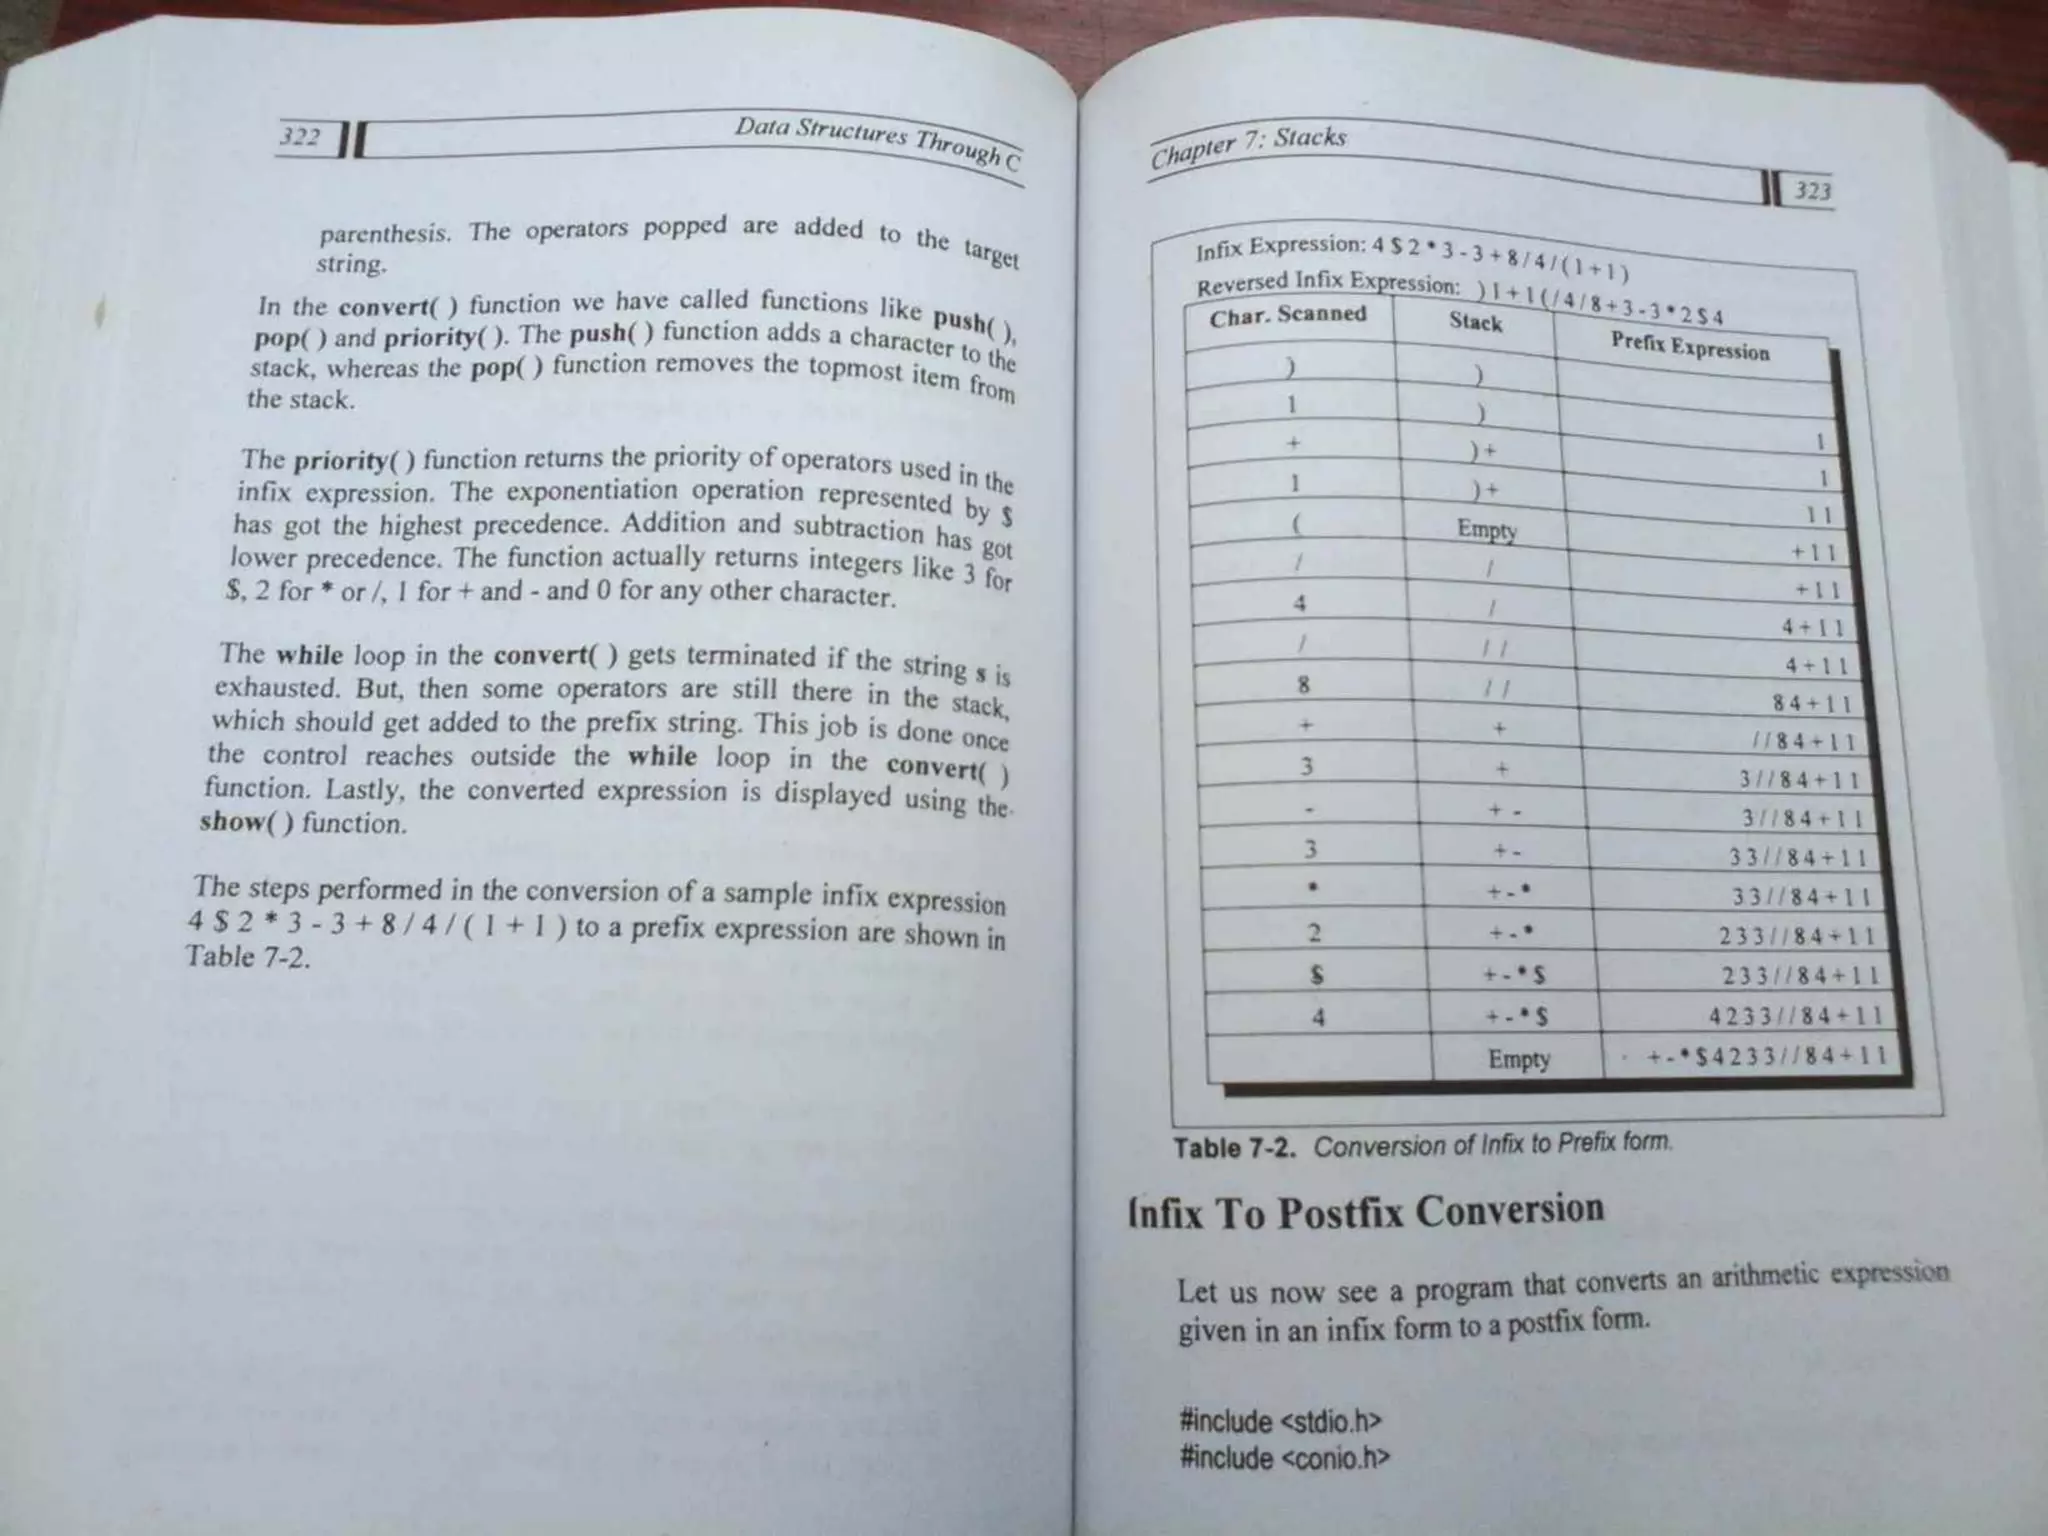 322
Data Structures Through C
parenthesis. The operators popped are added to the target
string.
In the convert( ) function we have called functions like push( ),
pop( ) and priority( ). The push( ) function adds a character to the
stack, whereas the pop( ) function removes the topmost item from
the stack.
The priority( ) function returns the priority of operators used in the
infix expression. The exponentiation operation represented by $
has got the highest precedence. Addition and subtraction has got
lower precedence. The function actually returns integers like 3 for
$, 2 for * or /, 1 for + and - and 0 for any other character.
The while loop in the convert( ) gets terminated if the string s is
exhausted. But, then some operators are still there in the stack,
which should get added to the prefix string. This job is done once
the control reaches outside the while loop in the convert( )
function. Lastly, the converted expression is displayed using the
show( ) function.
The steps performed in the conversion of a sample infix expression
4 $ 2 * 3 - 3 + 8 / 4 / ( 1 + 1 ) to a prefix expression are shown in
Table 7-2.
Chapter 7: Stacks
323
Infix Expression: 4 $ 2 * 3 - 3 + 8 / 4 / ( 1 + 1 )
Reversed Infix Expression: ) 1 + 1 ( / 4 / 8 + 3 - 3 * 2 $ 4
Char. Scanned Stack Prefix Expression
) )
1 ) 1
+ ) + 1
1 ) + 1 1
( Empty + 1 1
/ / + 1 1
4 / 4 + 1 1
/ / / 4 + 1 1
8 / / 8 4 + 1 1
+ + / / 8 4 + 1 1
3 + 3 / / 8 4 + 1 1
- + - 3 / / 8 4 + 1 1
3 + - 3 3 / / 8 4 + 1 1
* + - * 3 3 / / 8 4 + 1 1
2 + - * 2 3 3 / / 8 4 + 1 1
$ + - * $ 2 3 3 / / 8 4 + 1 1
4 + - * $ 4 2 3 3 / / 8 4 + 1 1
Empty + - * $ 4 2 3 3 / / 8 4 + 1 1
Table 7-2. Conversion of Infix to Prefix form.
Infix To Postfix Conversion
Let us now see a program that converts an arithmetic expression
given in an infix form to a postfix form.
#include <stdio.h>
#include <conio.h>